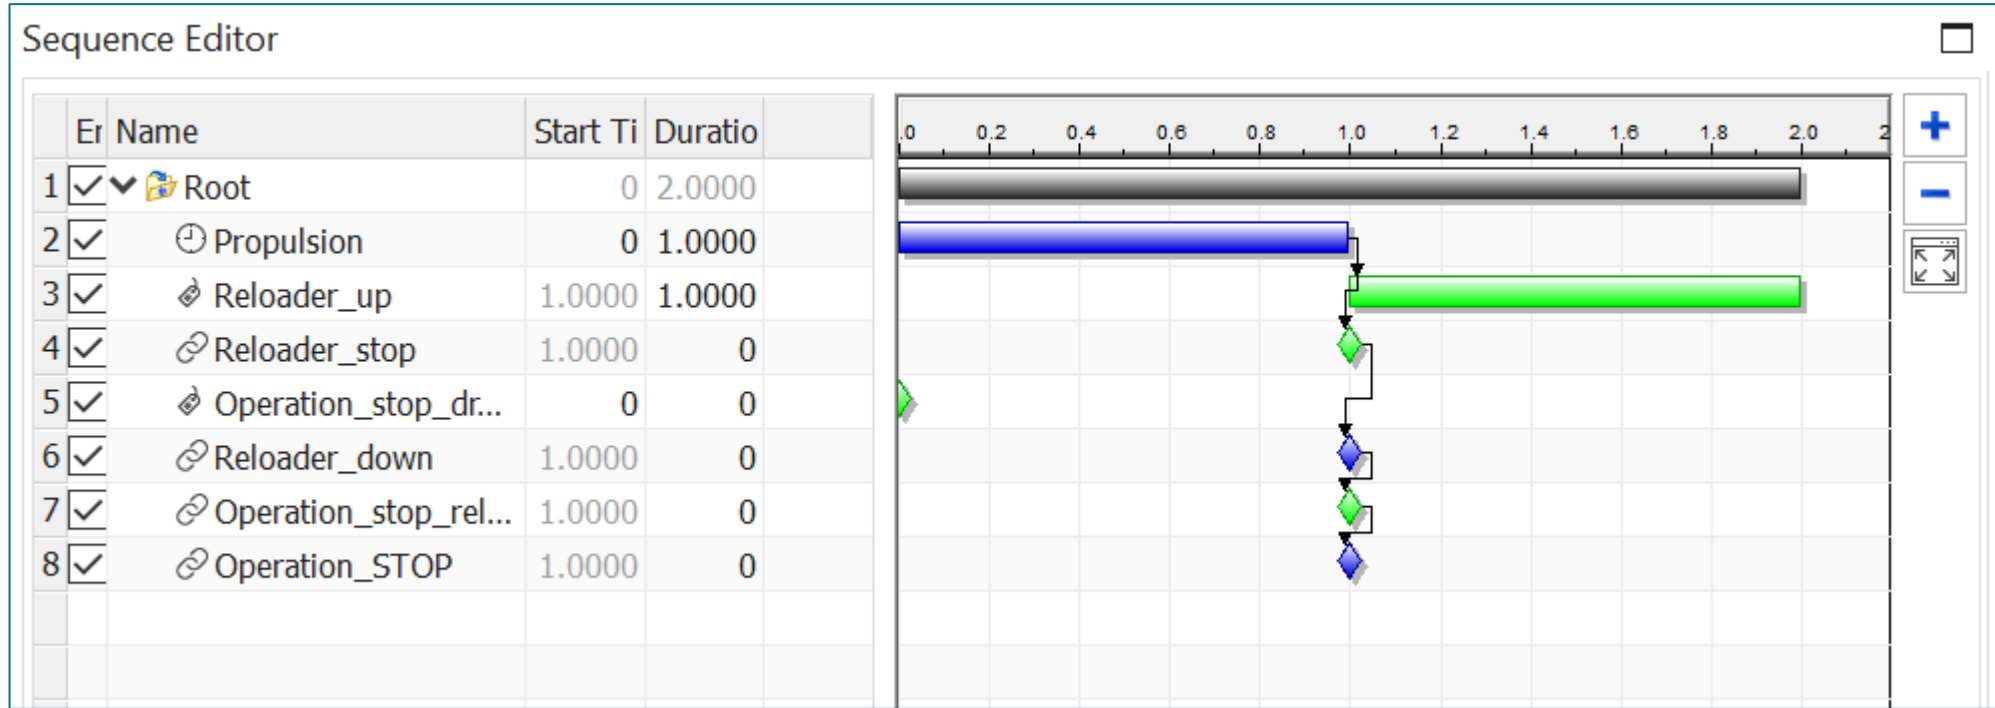 Sequence Editor
Er Name Start Ti Duratio
.0 0.2 0.4 0.6 0.8 1.0 1.2 1.4 1.6 1.8 2.0 2
1 Root 0 2.0000
2 Propulsion 0 1.0000
3 Reloader_up 1.0000 1.0000
4 Reloader_stop 1.0000 0
5 Operation_stop_dr... 0 0
6 Reloader_down 1.0000 0
7 Operation_stop_rel... 1.0000 0
8 Operation_STOP 1.0000 0